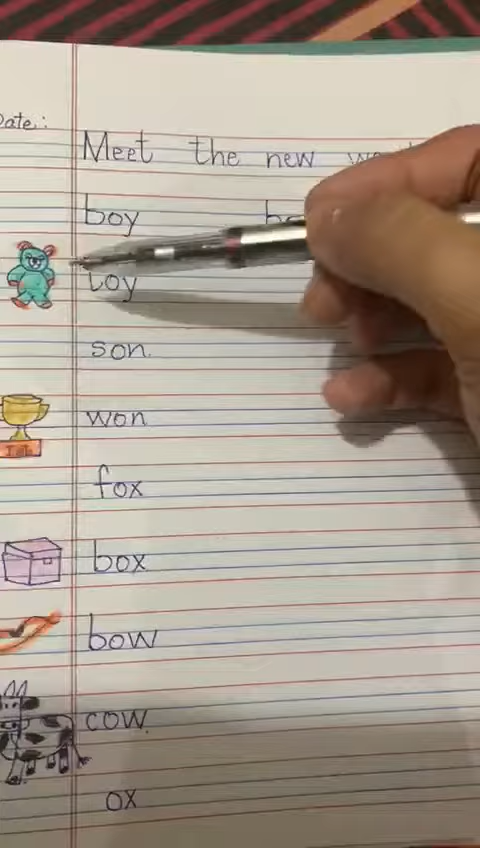 Date:
Meet the new
boy
toy
son.
won
fox
box
bow
cow.
ox